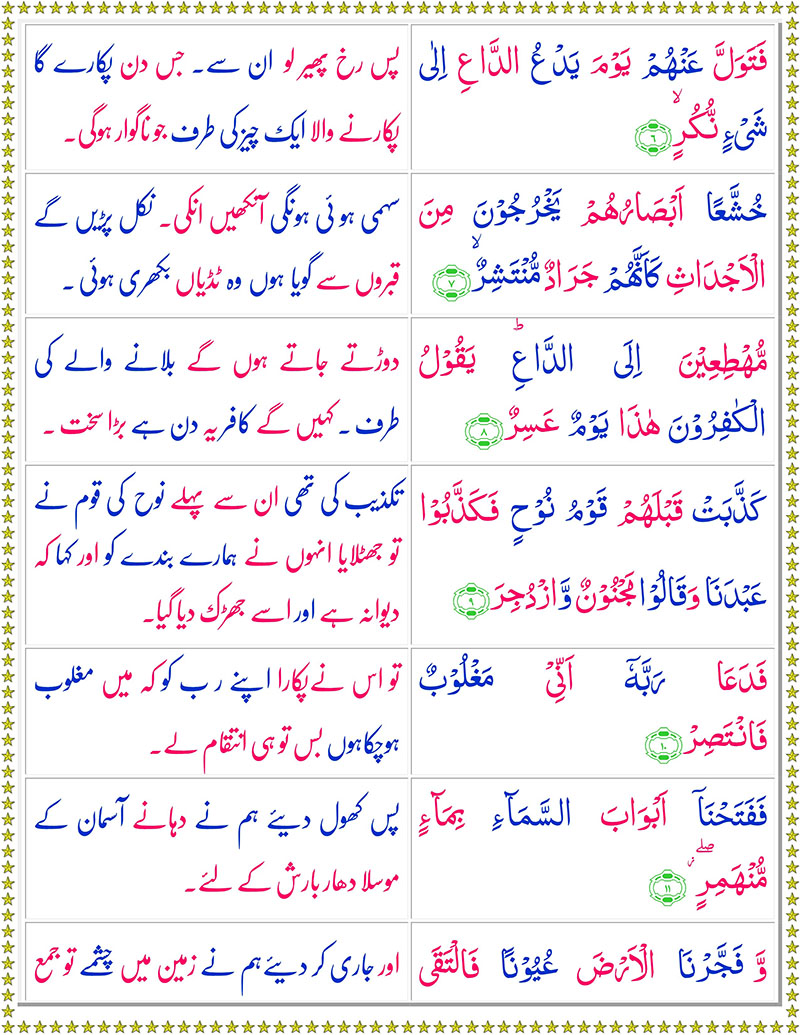 فَتَوَلَّ عَنْهُمْ يَوْمَ يَدْعُ الدَّاعِ اِلٰى
شَىْءٍ نُّكُرٍۙ ﴿۶﴾
پس رخ پھیر لو ان سے۔ جس دن پکارے گا
پکارنے والا ایک چیز کی طرف جو ناگوار ہوگی۔
خُشَّعًا اَبْصَارُهُمْ يَخْرُجُوْنَ مِنَ
الْاَجْدَاثِ كَاَنَّهُمْ جَرَادٌ مُّنْتَشِرٌۙ ﴿۷﴾
سہمی ہوئی ہونگی آنکھیں انکی۔ نکل پڑیں گے
قبروں سے گویا ہوں وہ ٹڈیاں بکھری ہوئی ۔
مُّهْطِعِيْنَ اِلَى الدَّاعِؕ يَقُوْلُ
الْكٰفِرُوْنَ هٰذَا يَوْمٌ عَسِرٌ ﴿۸﴾
دوڑتے جاتے ہوں گے بلانے والے کی
طرف ۔ کہیں گے کافر یہ دن ہے بڑا سخت ۔
كَذَّبَتْ قَبْلَهُمْ قَوْمُ نُوْحٍ فَكَذَّبُوْا
عَبْدَنَا وَقَالُوْا مَجْنُوْنٌ وَّازْدُجِرَ ﴿۹﴾
تکذیب کی تھی ان سے پہلے نوح کی قوم نے
تو جھٹلایا انہوں نے ہمارے بندے کو اور کہا کہ
دیوانہ ہے اور اسے جھڑک دیا گیا۔
فَدَعَا رَبَّهٗۤ اَنِّىْ مَغْلُوْبٌ
فَانْتَصِرْ ﴿۱۰﴾
تو اس نے پکارا اپنے رب کو کہ میں مغلوب
ہوچکا ہوں بس تو ہی انتقام لے۔
فَفَتَحْنَاۤ اَبْوَابَ السَّمَآءِ بِمَآءٍ
مُّنْهَمِرٍۖ ﴿۱۱﴾
پس کھول دیئے ہم نے دہانے آسمان کے
موسلا دھار بارش کے لئے۔
وَّ فَجَّرْنَا الْاَرْضَ عُيُوْنًا فَالْتَقَى
اور جاری کر دیئے ہم نے زمین میں چشمے تو جمع